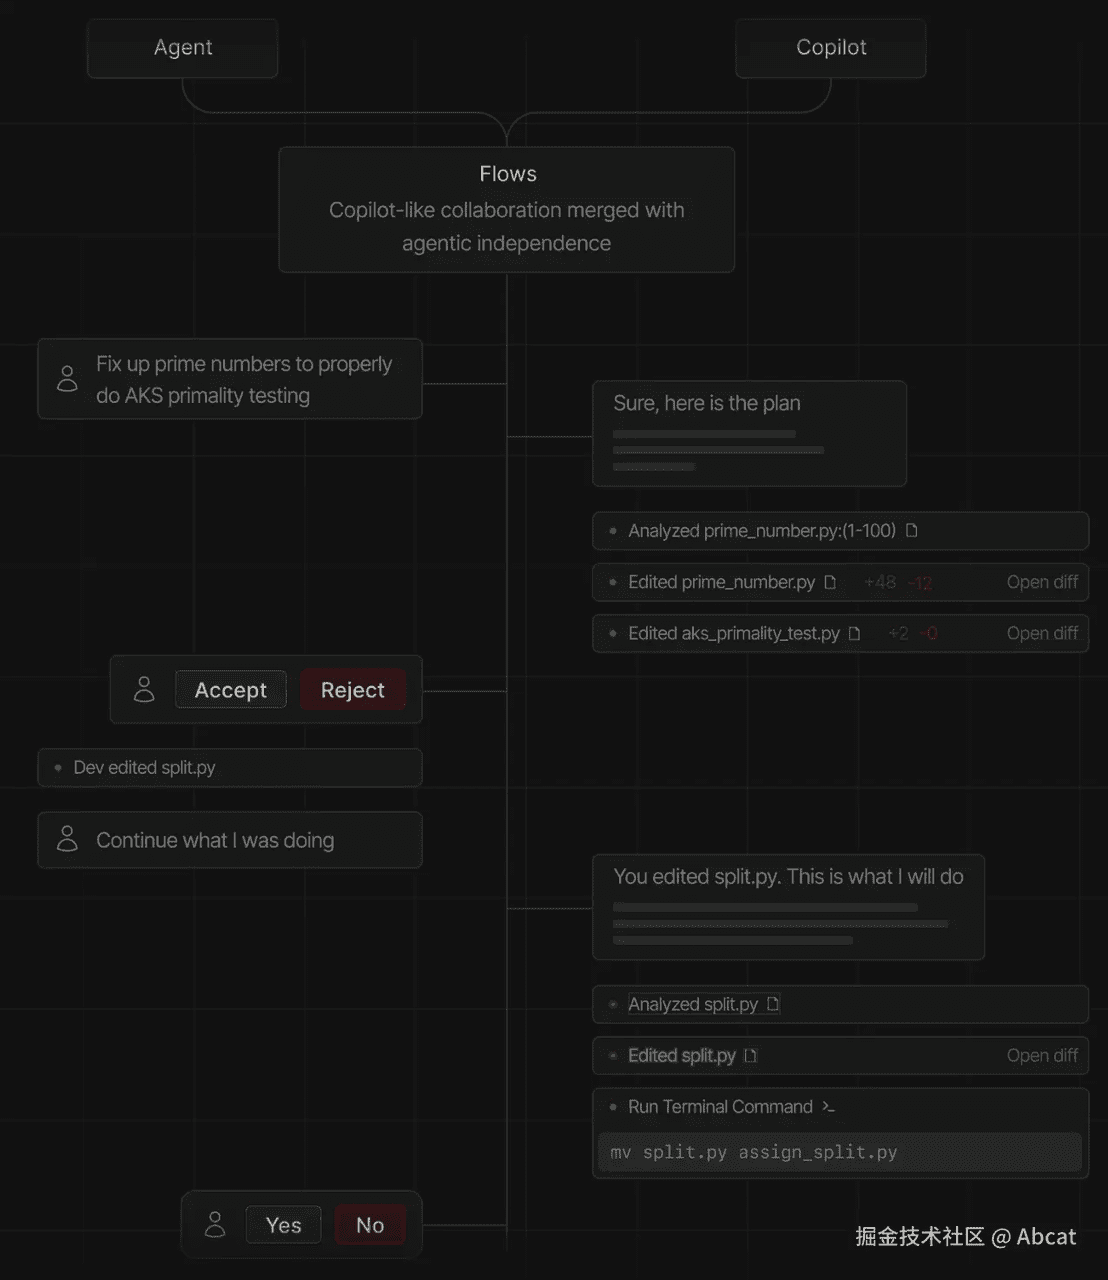 Agent
Copilot
Flows
Copilot-like collaboration merged with
agentic independence
Fix up prime numbers to properly
do AKS primality testing
Sure, here is the plan
Analyzed prime_number.py:(1-100)
Edited prime_number.py +48 -12 Open diff
Edited aks_primality_test.py +2 -0 Open diff
Accept Reject
Dev edited split.py
Continue what I was doing
You edited split.py. This is what I will do
Analyzed split.py
Edited split.py Open diff
Run Terminal Command
mv split.py assign_split.py
Yes No
掘金技术社区 @ Abcat